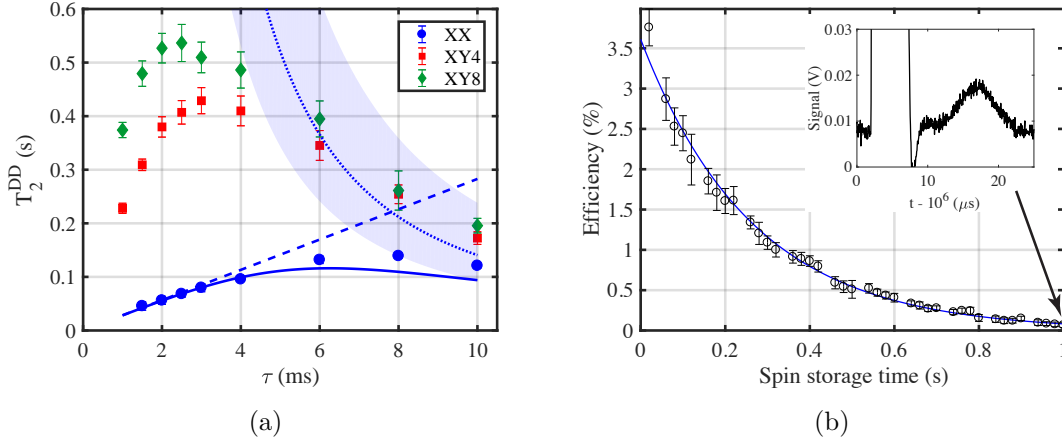 0.6
0.5
0.4
0.3
0.2
0.1
0
0 2 4 6 8 10
T₂ᴰᴰ (s)
τ (ms)
XX
XY4
XY8
(a)
3.5
3
2.5
2
1.5
1
0.5
0
0 0.2 0.4 0.6 0.8 1
Efficiency (%)
Spin storage time (s)
0.03
0.02
0.01
0
0 10 20
Signal (V)
t - 10⁶ (μs)
(b)